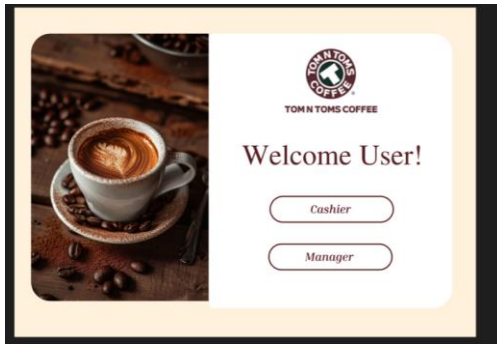 TOM N TOMS
COFFEE
TOM N TOMS COFFEE
Welcome User!
Cashier
Manager